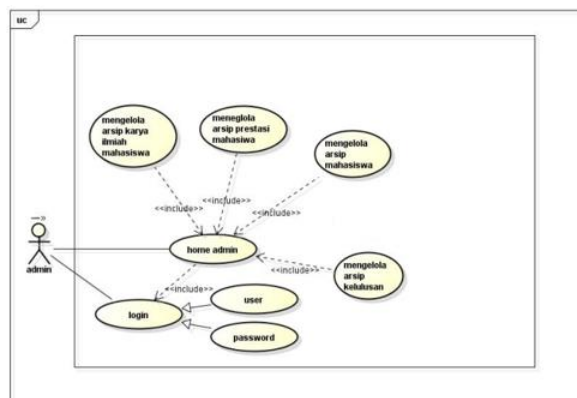 uc
mengelola
arsip karya
ilmiah
mahasiswa
meneglola
arsip prestasi
mahasiwa
mengelola
arsip
mahasiswa
<<include>>
<<include>>
<<include>>
home admin
<<include>>
mengelola
arsip
kelulusan
admin
<<include>>
login
user
password